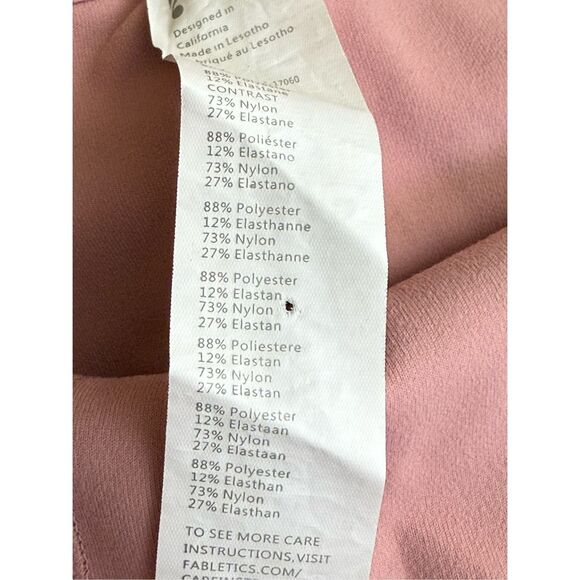 Designed in
California
Made in Lesotho
Fabriqué au Lesotho
12% Elastane
CONTRAST
73% Nylon
27% Elastane
88% Poliéster
12% Elastano
73% Nylon
27% Elastano
88% Polyester
12% Elasthanne
73% Nylon
27% Elasthanne
88% Polyester
12% Elastan
73% Nylon
27% Elastan
88% Poliestere
12% Elastan
73% Nylon
27% Elastan
88% Polyester
12% Elastaan
73% Nylon
27% Elastaan
88% Polyester
12% Elasthan
73% Nylon
27% Elasthan
TO SEE MORE CARE
INSTRUCTIONS,VISIT
FABLETICS.COM/